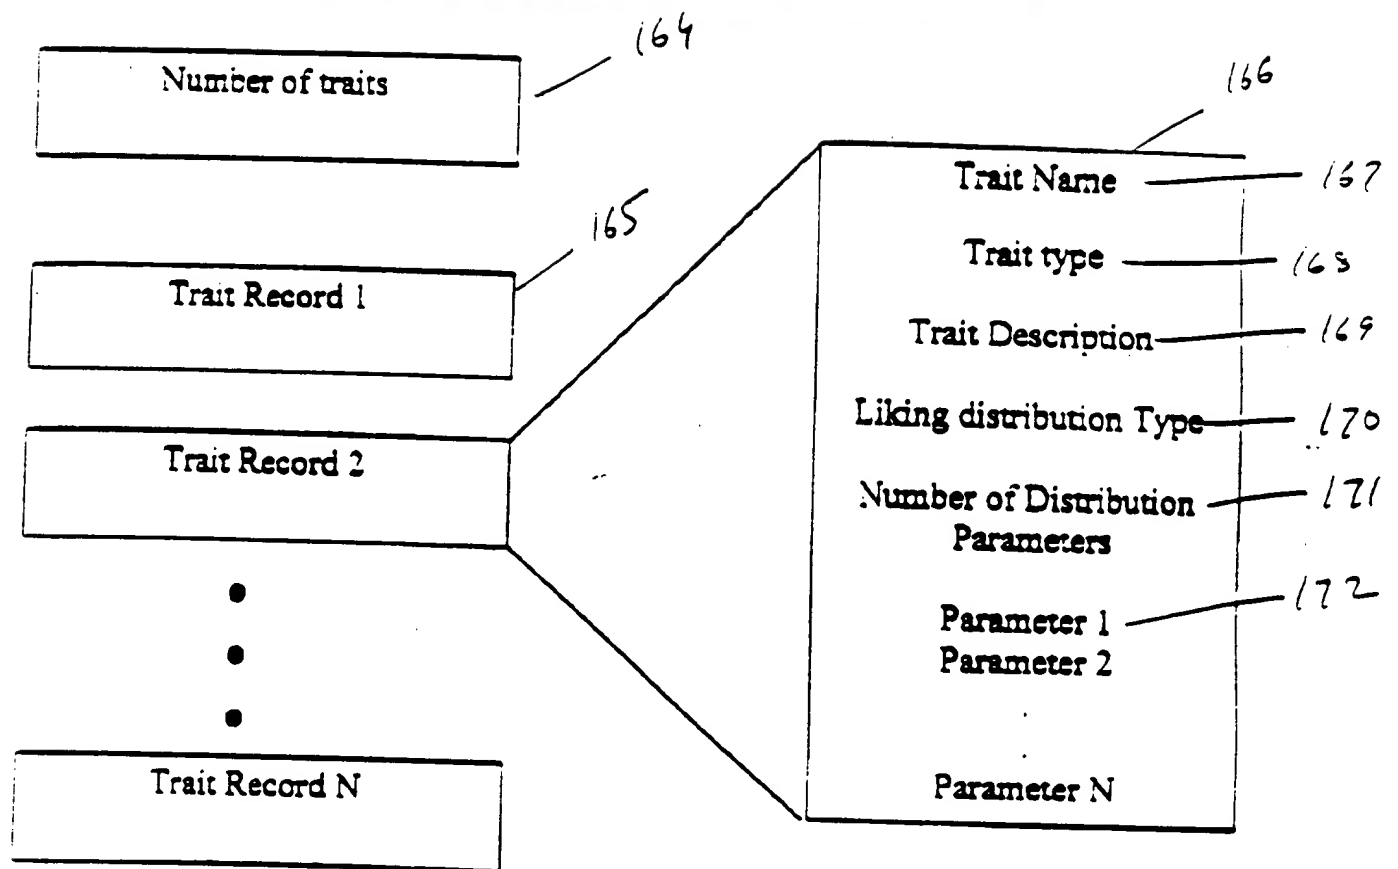 Number of traits
164
Trait Record 1
165
Trait Record 2
Trait Record N
166
Trait Name
167
Trait type
168
Trait Description
169
Liking distribution Type
170
Number of Distribution
Parameters
171
Parameter 1
172
Parameter 2
Parameter N